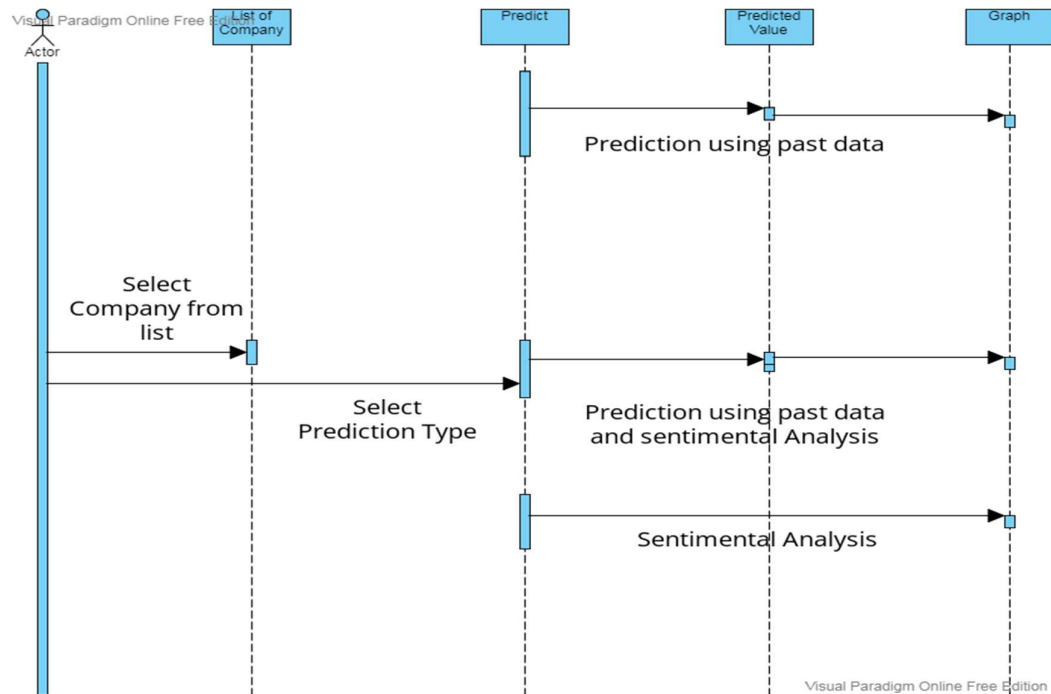 Visual Paradigm Online Free Edition
Actor
List of
Company
Predict
Predicted
Value
Graph
Prediction using past data
Select
Company from
list
Select
Prediction Type
Prediction using past data
and sentimental Analysis
Sentimental Analysis
Visual Paradigm Online Free Edition